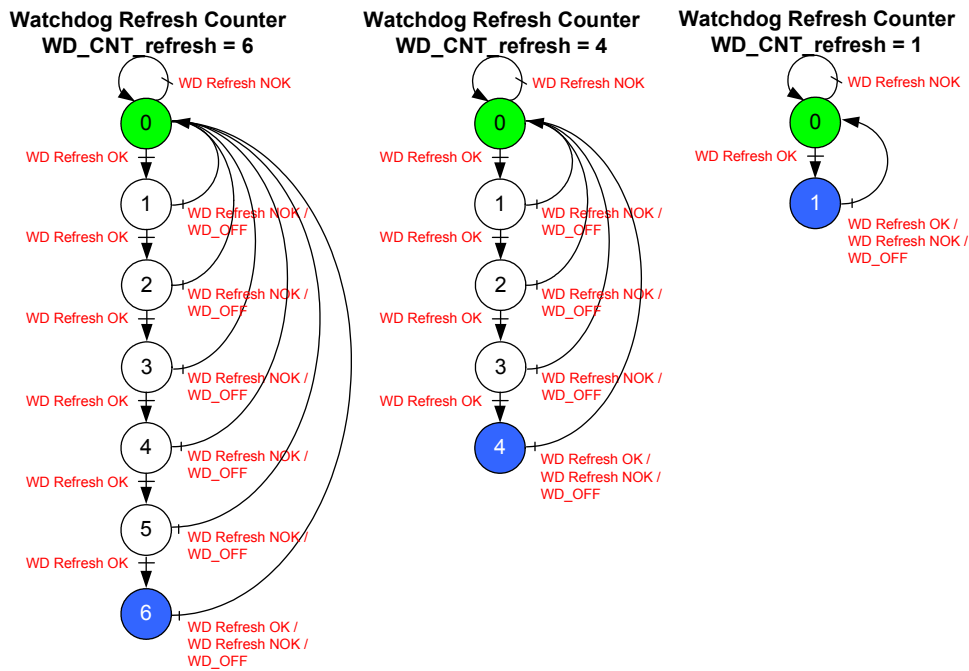 Watchdog Refresh Counter
WD_CNT_refresh = 6
WD Refresh NOK
0
WD Refresh OK
1
WD Refresh NOK /
WD_OFF
WD Refresh OK
2
WD Refresh NOK /
WD_OFF
WD Refresh OK
3
WD Refresh NOK /
WD_OFF
WD Refresh OK
4
WD Refresh NOK /
WD_OFF
WD Refresh OK
5
WD Refresh NOK /
WD_OFF
WD Refresh OK
6
WD Refresh OK /
WD Refresh NOK /
WD_OFF
Watchdog Refresh Counter
WD_CNT_refresh = 4
WD Refresh NOK
0
WD Refresh OK
1
WD Refresh NOK /
WD_OFF
WD Refresh OK
2
WD Refresh NOK /
WD_OFF
WD Refresh OK
3
WD Refresh NOK /
WD_OFF
WD Refresh OK
4
WD Refresh OK /
WD Refresh NOK /
WD_OFF
Watchdog Refresh Counter
WD_CNT_refresh = 1
WD Refresh NOK
0
WD Refresh OK
1
WD Refresh OK /
WD Refresh NOK /
WD_OFF